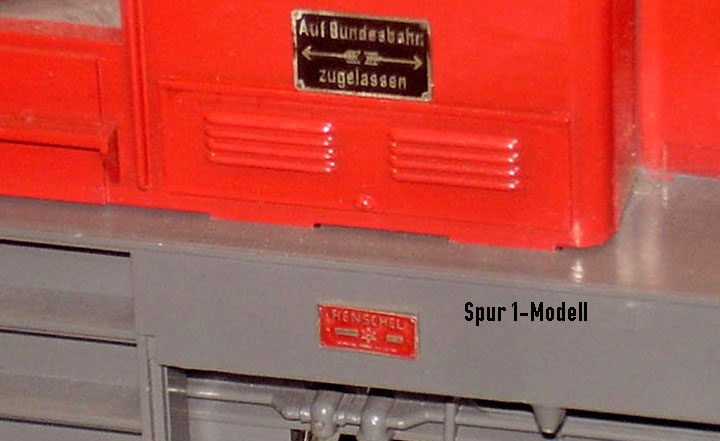 Auf Bundesbahn
zugelassen
HENSCHEL
Spur 1-Modell